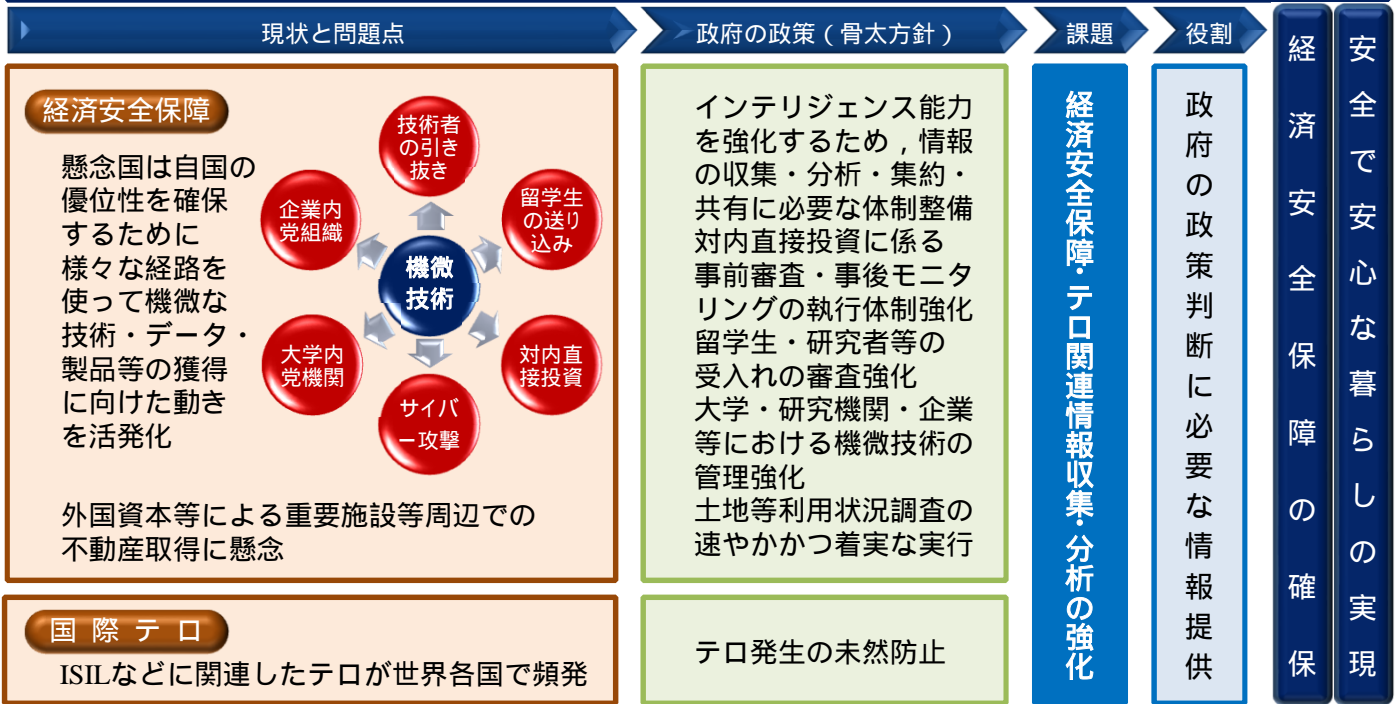 現状と問題点
政府の政策（骨太方針）
課題
役割
経済安全保障
懸念国は自国の
優位性を確保
するために
様々な経路を
使って機微な
技術・データ・
製品等の獲得
に向けた動き
を活発化
技術者
の引き
抜き
留学生
の送り
込み
対内直
接投資
サイバ
ー攻撃
大学内
党機関
企業内
党組織
機微
技術
外国資本等による重要施設等周辺での
不動産取得に懸念
国際テロ
ISILなどに関連したテロが世界各国で頻発
インテリジェンス能力
を強化するため，情報
の収集・分析・集約・
共有に必要な体制整備
対内直接投資に係る
事前審査・事後モニタ
リングの執行体制強化
留学生・研究者等の
受入れの審査強化
大学・研究機関・企業
等における機微技術の
管理強化
土地等利用状況調査の
速やかかつ着実な実行
テロ発生の未然防止
経済安全保障・テロ関連情報収集・分析の強化
政府の政策判断に必要な情報提供
経済安全保障の確保
安全で安心な暮らしの実現